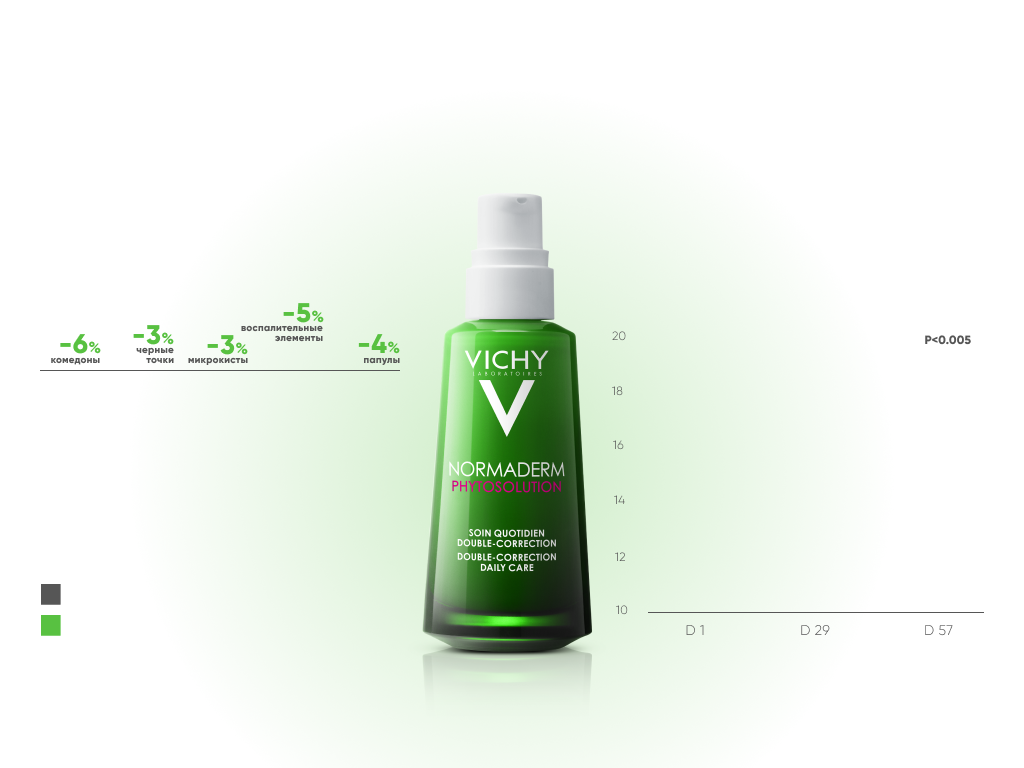 -6%
комедоны
-3%
черные
точки
-3%
микрокисты
-5%
воспалительные
элементы
-4%
папулы
VICHY
LABORATOIRES
V
NORMADERM
PHYTOSOLUTION
SOIN QUOTIDIEN
DOUBLE-CORRECTION
DOUBLE-CORRECTION
DAILY CARE
20
18
16
14
12
10
P<0.005
D 1
D 29
D 57